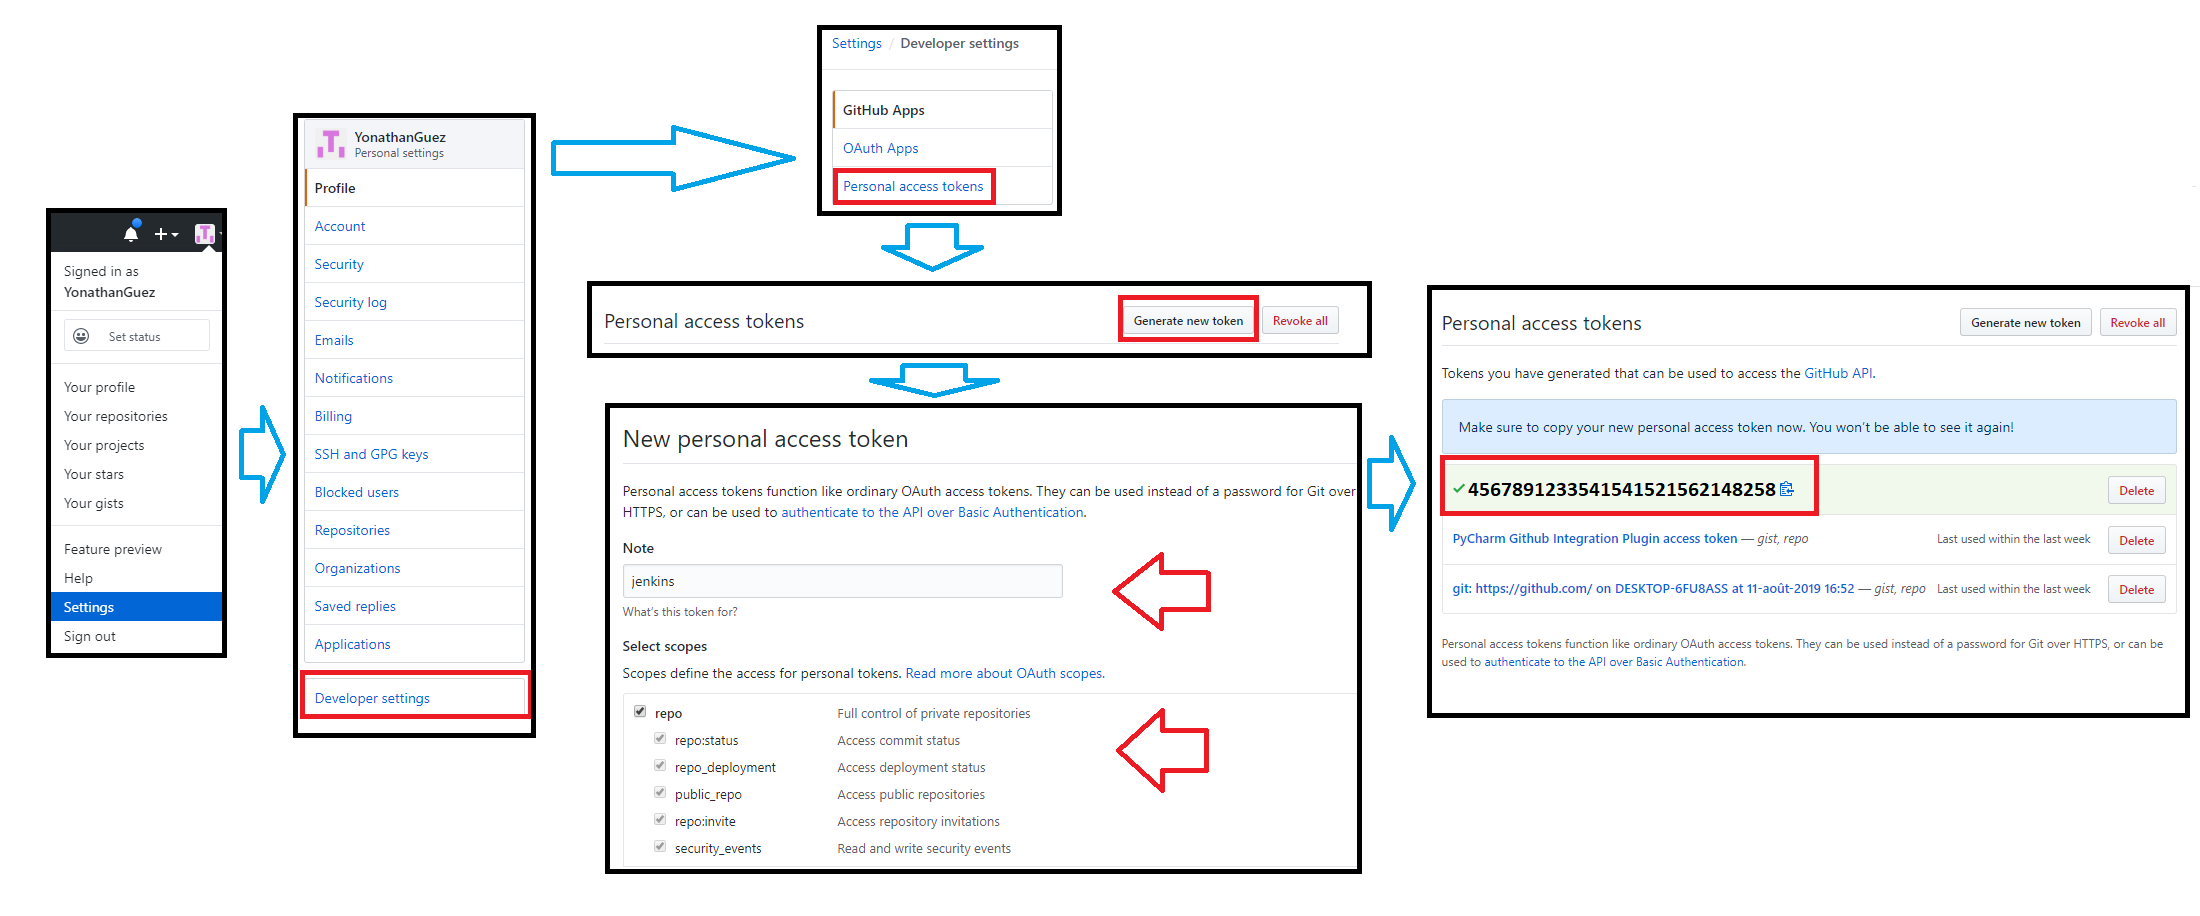 Signed in as
YonathanGuez
Set status
Your profile
Your repositories
Your projects
Your stars
Your gists
Feature preview
Help
Settings
Sign out
YonathanGuez
Personal settings
Profile
Account
Security
Security log
Emails
Notifications
Billing
SSH and GPG keys
Blocked users
Repositories
Organizations
Saved replies
Applications
Developer settings
Settings / Developer settings
GitHub Apps
OAuth Apps
Personal access tokens
Personal access tokens Generate new token Revoke all
New personal access token
Personal access tokens function like ordinary OAuth access tokens. They can be used instead of a password for Git over
HTTPS, or can be used to authenticate to the API over Basic Authentication.
Note
jenkins
What's this token for?
Select scopes
Scopes define the access for personal tokens. Read more about OAuth scopes.
repo Full control of private repositories
repo:status Access commit status
repo_deployment Access deployment status
public_repo Access public repositories
repo:invite Access repository invitations
security_events Read and write security events
Personal access tokens Generate new token Revoke all
Tokens you have generated that can be used to access the GitHub API.
Make sure to copy your new personal access token now. You won't be able to see it again!
4567891233541541521562148258 Delete
PyCharm Github Integration Plugin access token — gist, repo Last used within the last week Delete
git: https://github.com/ on DESKTOP-6FU8ASS at 11-août-2019 16:52 — gist, repo Last used within the last week Delete
Personal access tokens function like ordinary OAuth access tokens. They can be used instead of a password for Git over HTTPS, or can be
used to authenticate to the API over Basic Authentication.